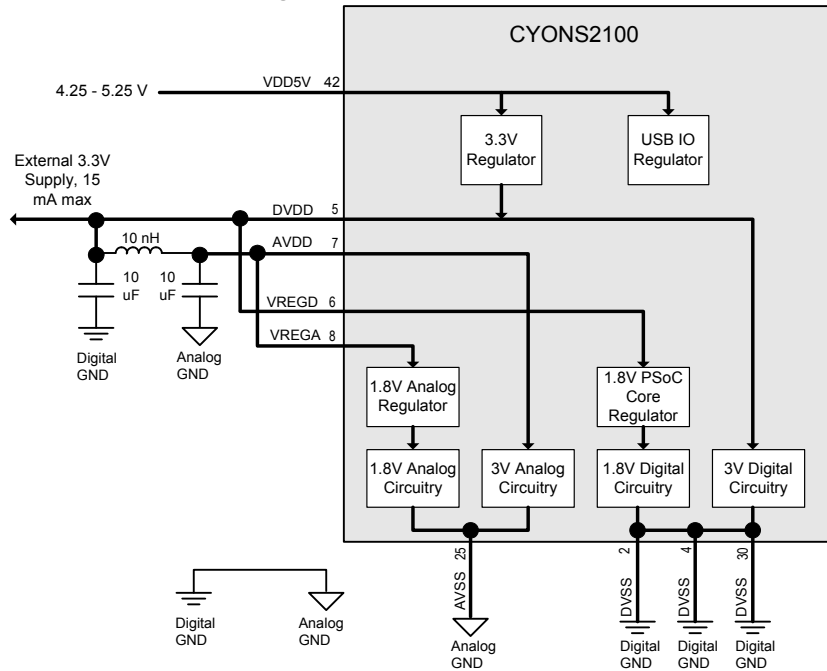 CYONS2100
VDD5V 42
4.25 - 5.25 V
3.3V
Regulator
USB IO
Regulator
External 3.3V
Supply, 15
mA max
DVDD 5
10 nH
AVDD 7
10
uF
10
uF
VREGD 6
VREGA 8
Digital
GND
Analog
GND
1.8V Analog
Regulator
1.8V PSoC
Core
Regulator
1.8V Analog
Circuitry
3V Analog
Circuitry
1.8V Digital
Circuitry
3V Digital
Circuitry
25
AVSS
2
DVSS
4
DVSS
30
DVSS
Digital
GND
Analog
GND
Analog
GND
Digital
GND
Digital
GND
Digital
GND